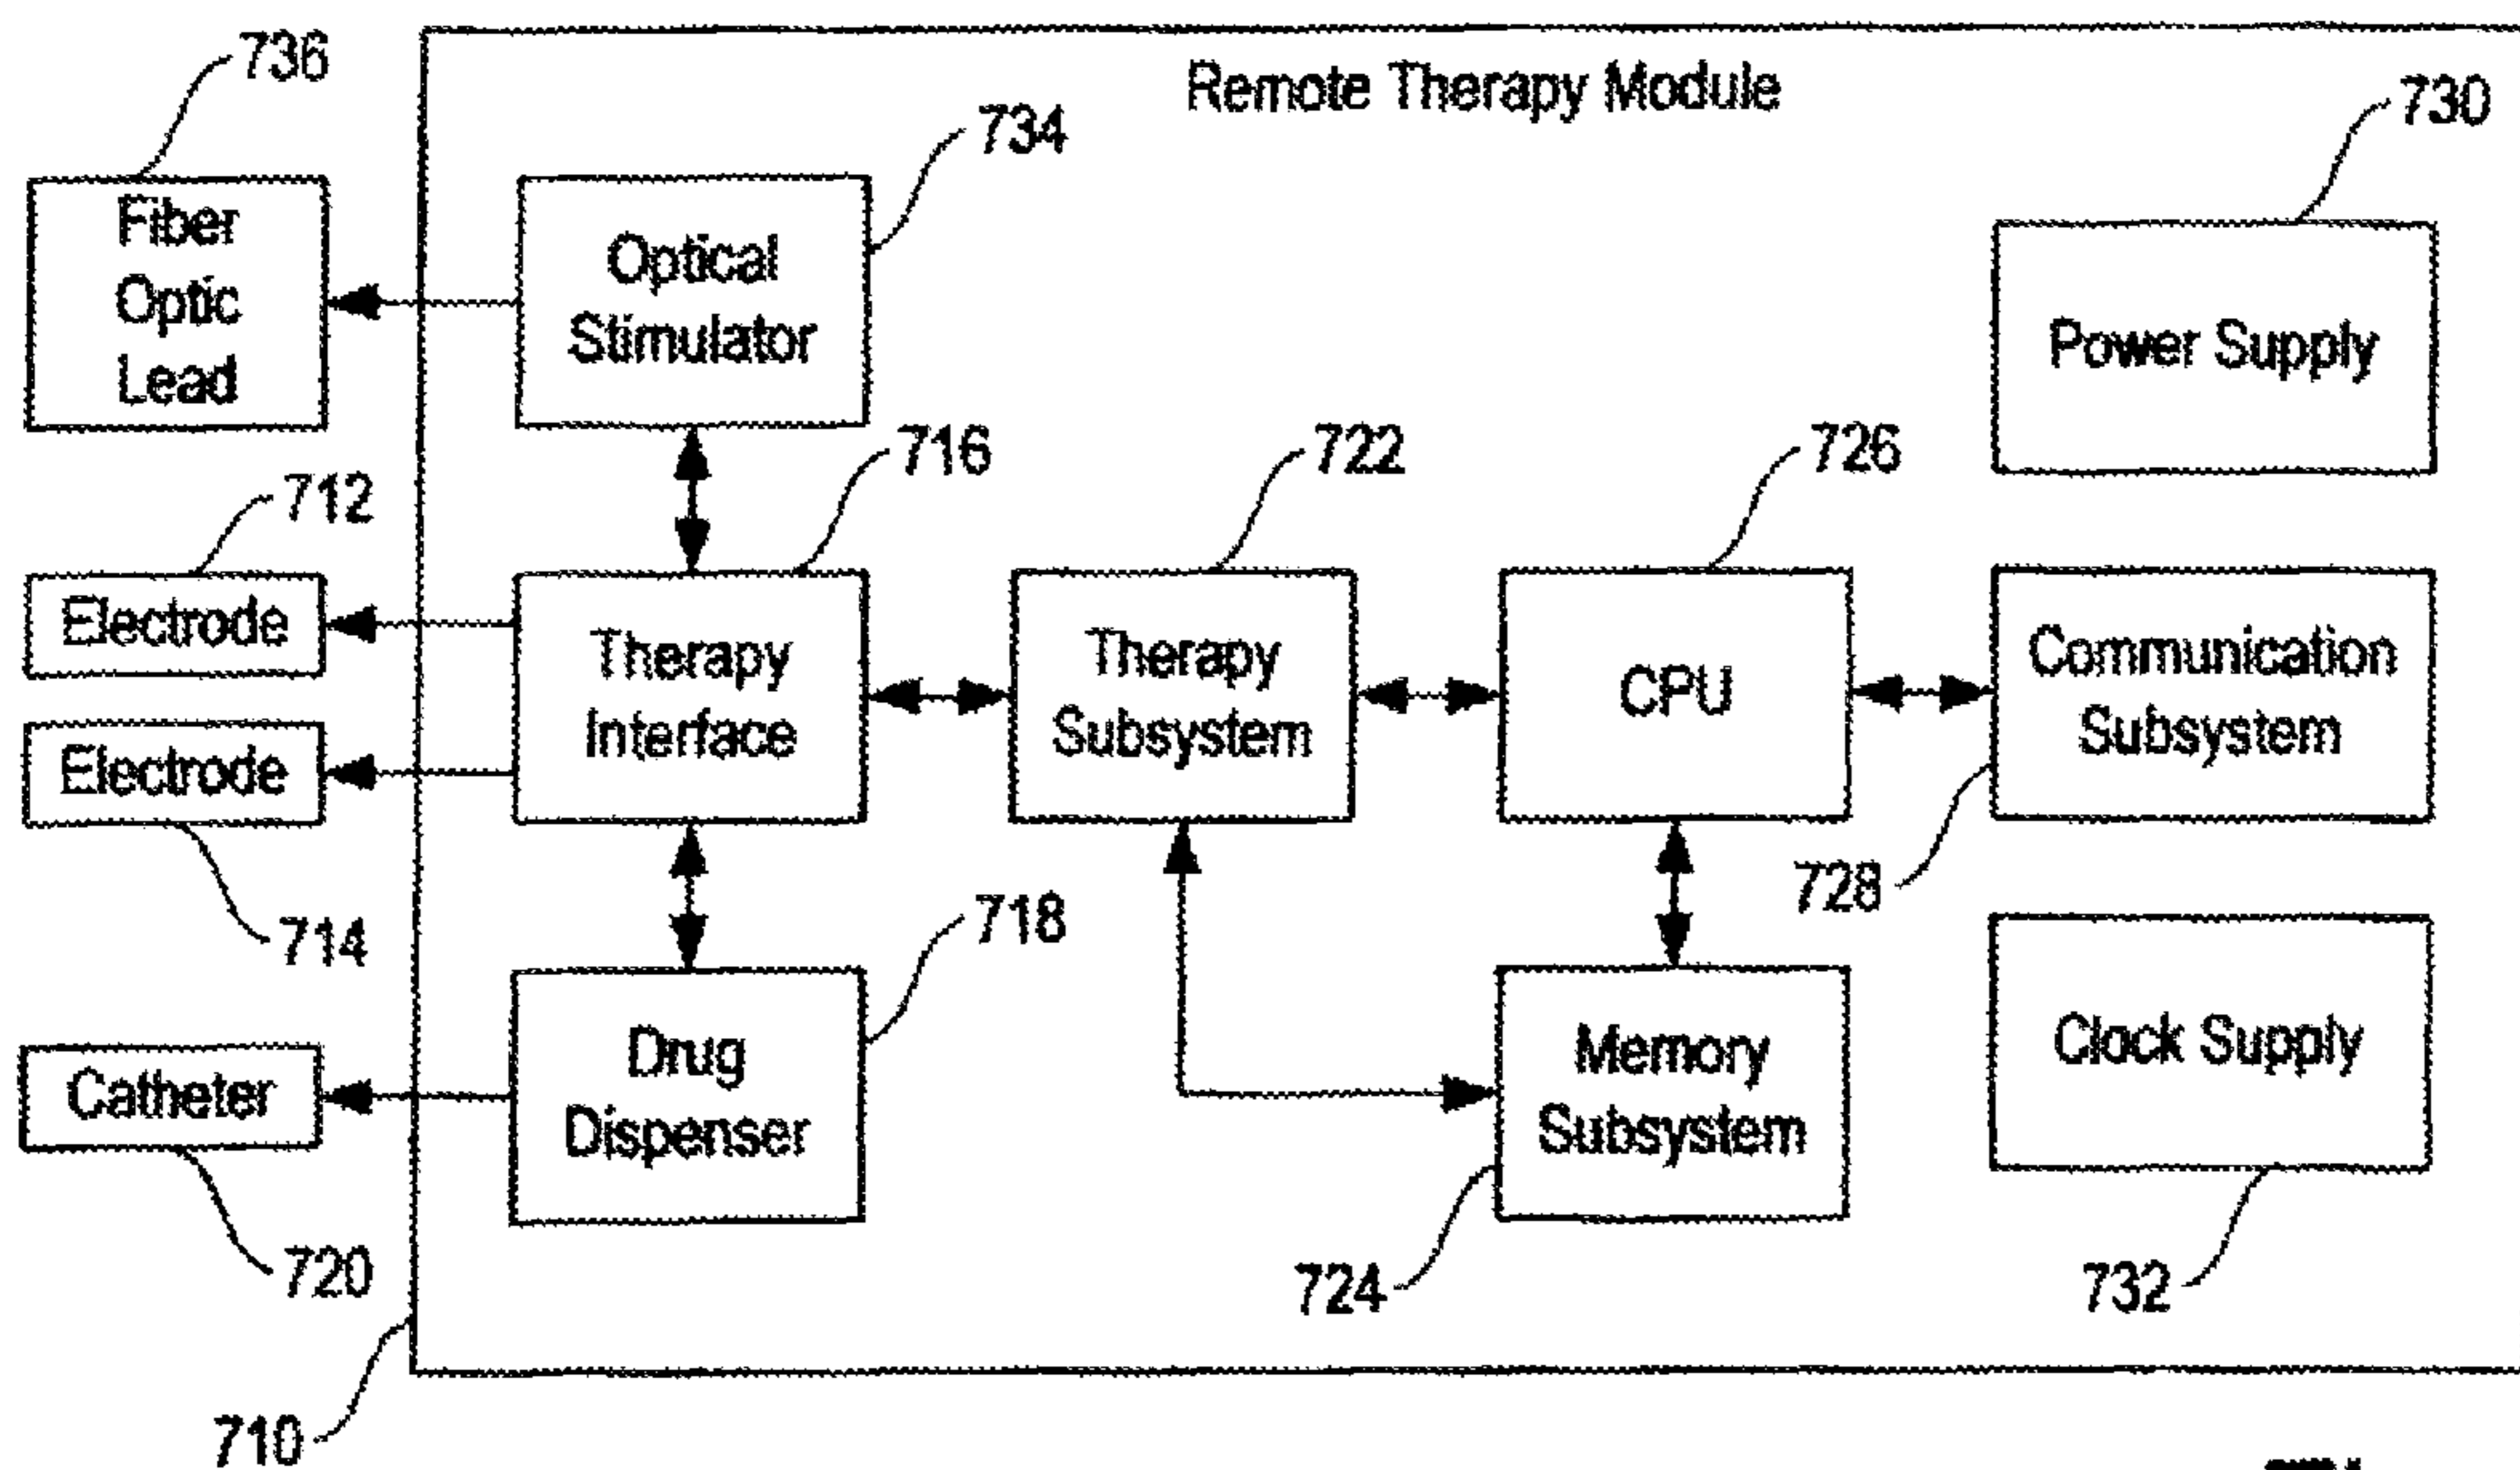 736
Remote Therapy Module
730
734
Fiber
Optic
Lead
Optical
Stimulator
Power Supply
712
716
722
726
Electrode
Therapy
Interface
Therapy
Subsystem
CPU
Communication
Subsystem
Electrode
714
718
728
Catheter
Drug
Dispenser
Memory
Subsystem
Clock Supply
720
724
732
710